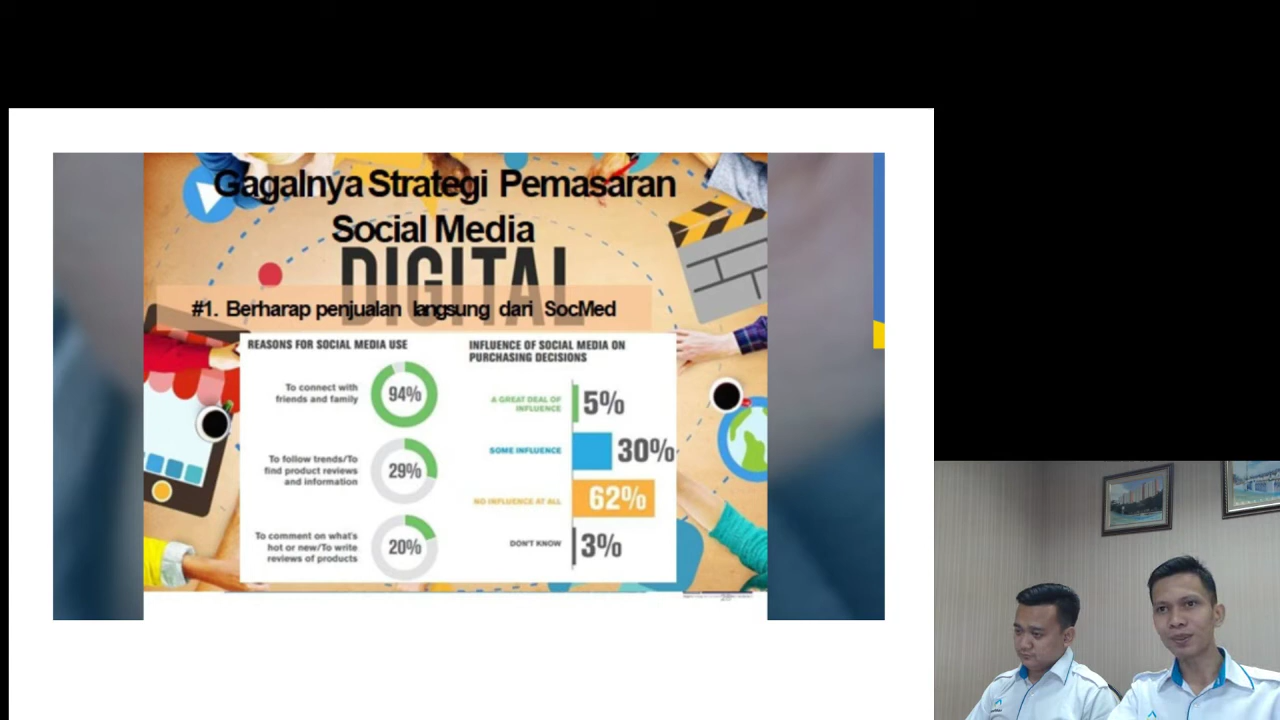 Gagalnya Strategi Pemasaran
Social Media
DIGITAL
#1. Berharap penjualan langsung dari SocMed
REASONS FOR SOCIAL MEDIA USE
To connect with
friends and family
94%
To follow trends/To
find product reviews
and information
29%
To comment on what's
hot or new/To write
reviews of products
20%
INFLUENCE OF SOCIAL MEDIA ON
PURCHASING DECISIONS
A GREAT DEAL OF
INFLUENCE
5%
SOME INFLUENCE
30%
NO INFLUENCE AT ALL
62%
DON'T KNOW
3%